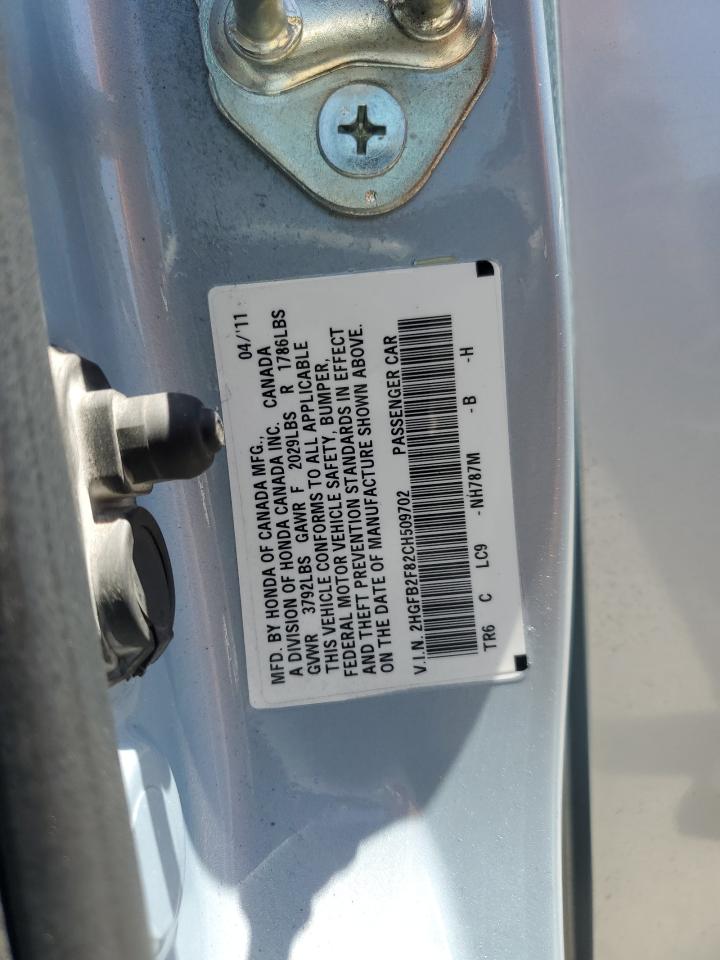 MFD. BY HONDA OF CANADA MFG., 04/'11
A DIVISION OF HONDA CANADA INC. CANADA
GVWR 3792LBS GAWR F 2029LBS R 1786LBS
THIS VEHICLE CONFORMS TO ALL APPLICABLE
FEDERAL MOTOR VEHICLE SAFETY, BUMPER,
AND THEFT PREVENTION STANDARDS IN EFFECT
ON THE DATE OF MANUFACTURE SHOWN ABOVE.
V.I.N. 2HGFB2F82CH509702 PASSENGER CAR
TR6 C LC9 -NH787M -B -H